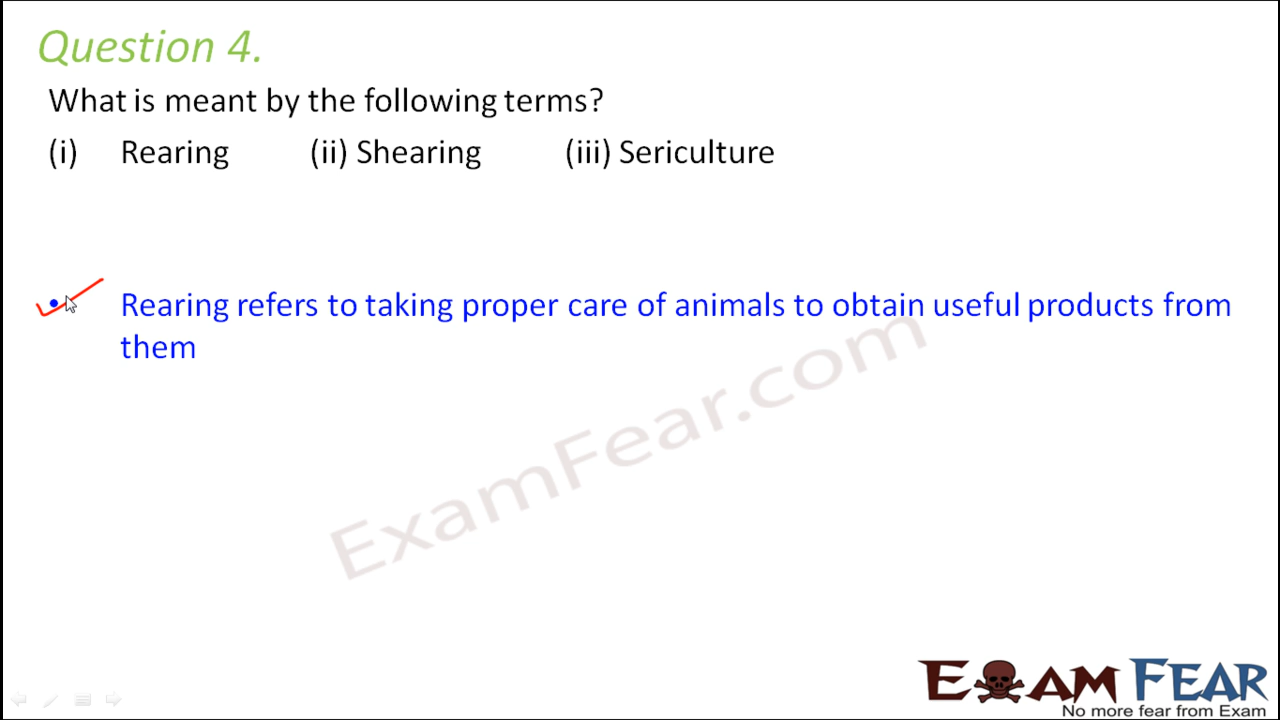 Question 4.
What is meant by the following terms?
(i) Rearing (ii) Shearing (iii) Sericulture
• Rearing refers to taking proper care of animals to obtain useful products from
them
ExamFear.com
EXAM FEAR
No more fear from Exam